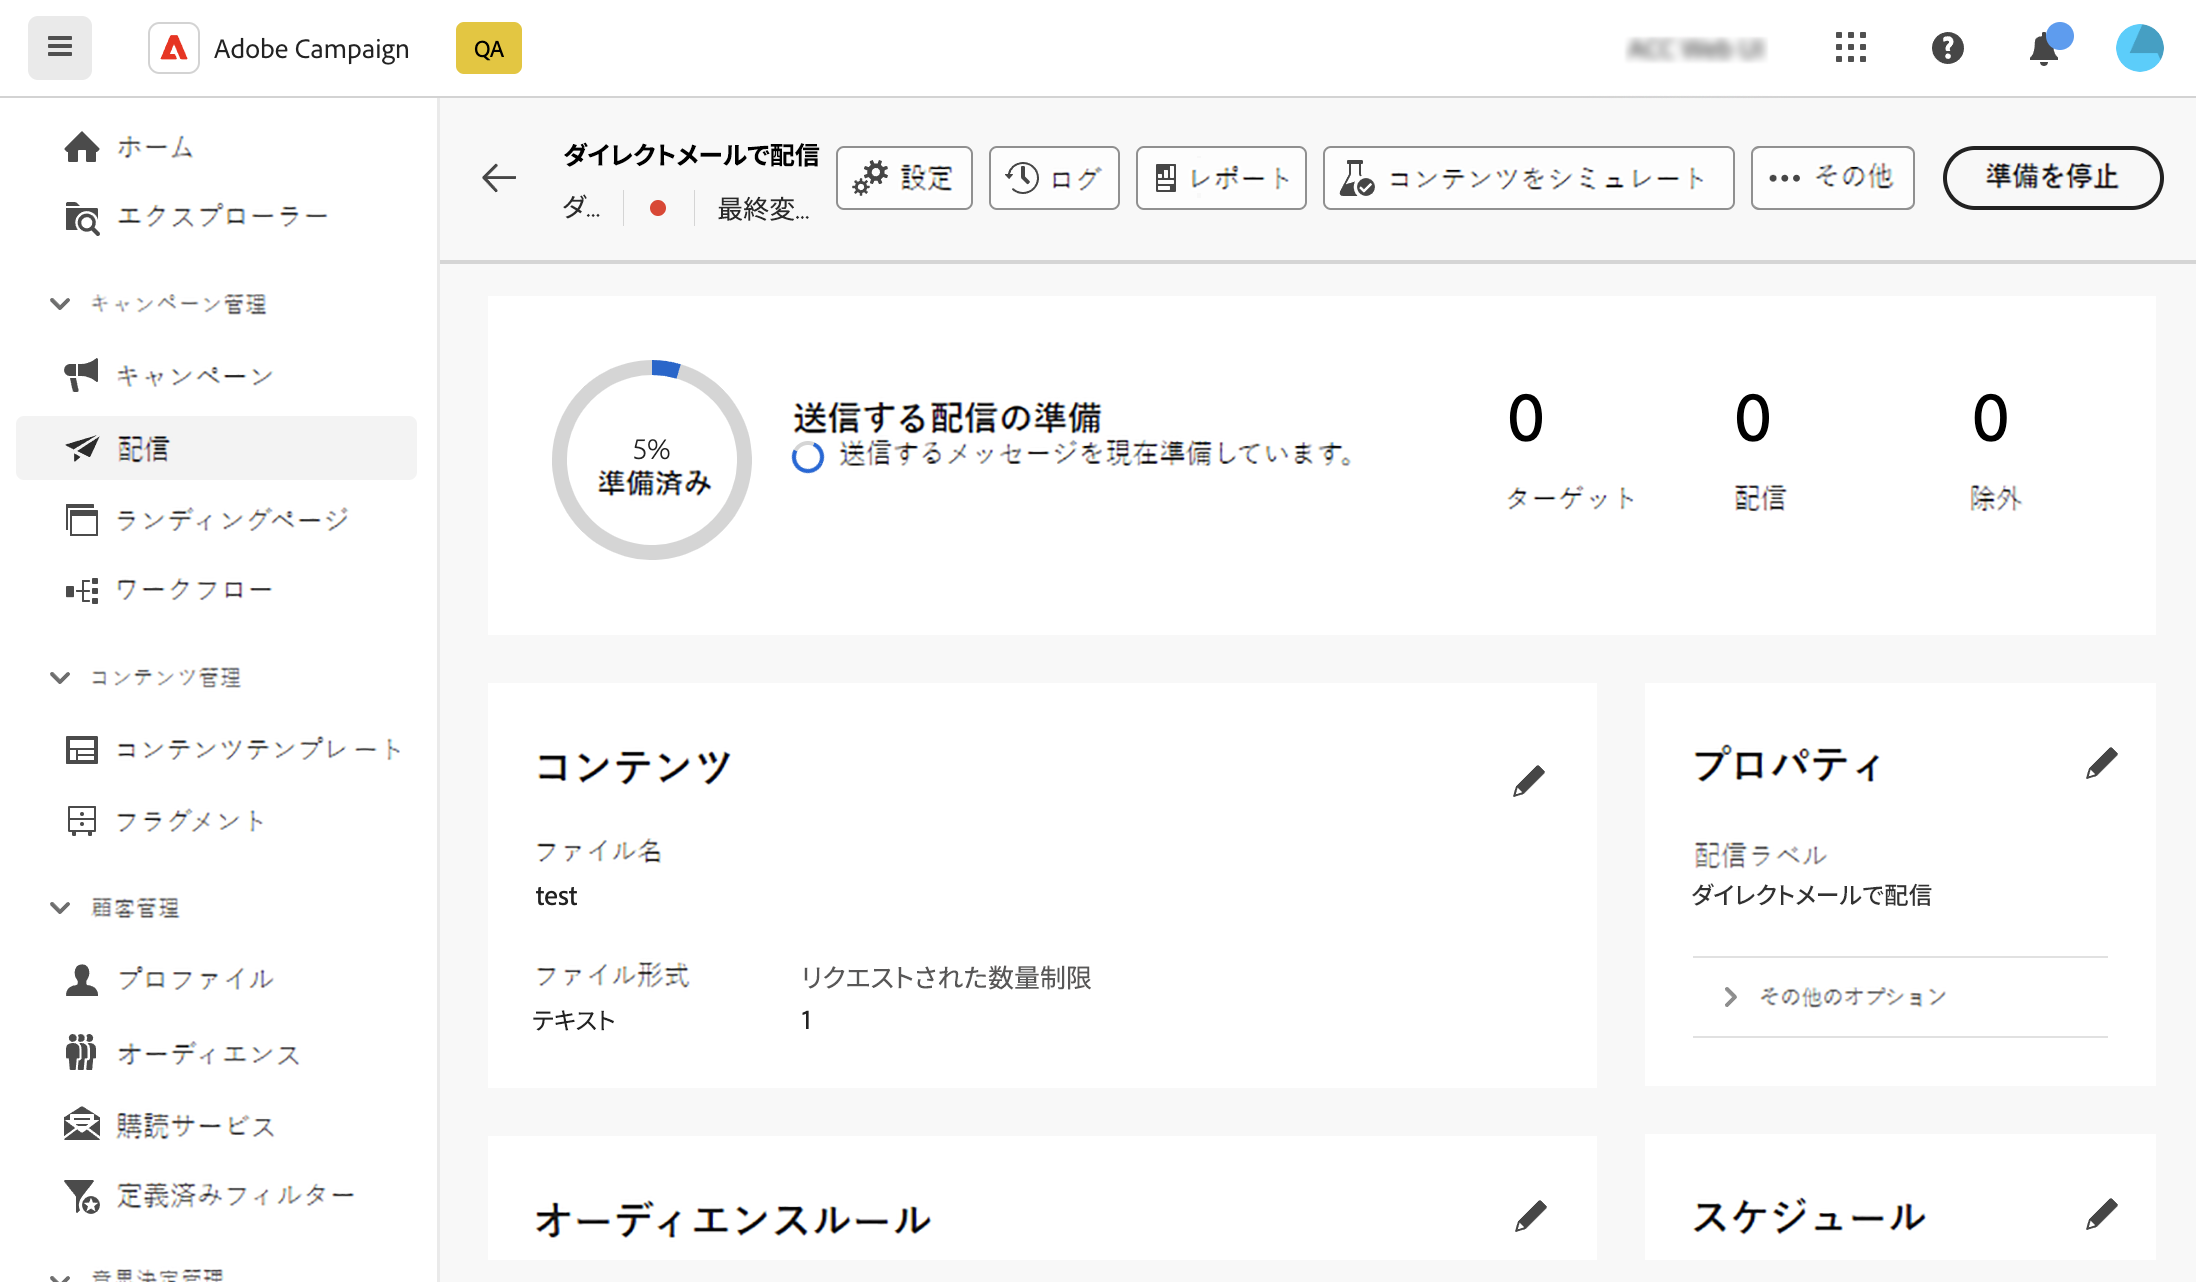 Adobe Campaign
QA
ホーム
エクスプローラー
キャンペーン管理
キャンペーン
配信
ランディングページ
ワークフロー
コンテンツ管理
コンテンツテンプレート
フラグメント
顧客管理
プロファイル
オーディエンス
購読サービス
定義済みフィルター
ダイレクトメールで配信
ダ...
最終変...
設定
ログ
レポート
コンテンツをシミュレート
その他
準備を停止
5%
準備済み
送信する配信の準備
送信するメッセージを現在準備しています。
0
ターゲット
0
配信
0
除外
コンテンツ
ファイル名
test
ファイル形式
テキスト
リクエストされた数量制限
1
プロパティ
配信ラベル
ダイレクトメールで配信
その他のオプション
オーディエンスルール
スケジュール